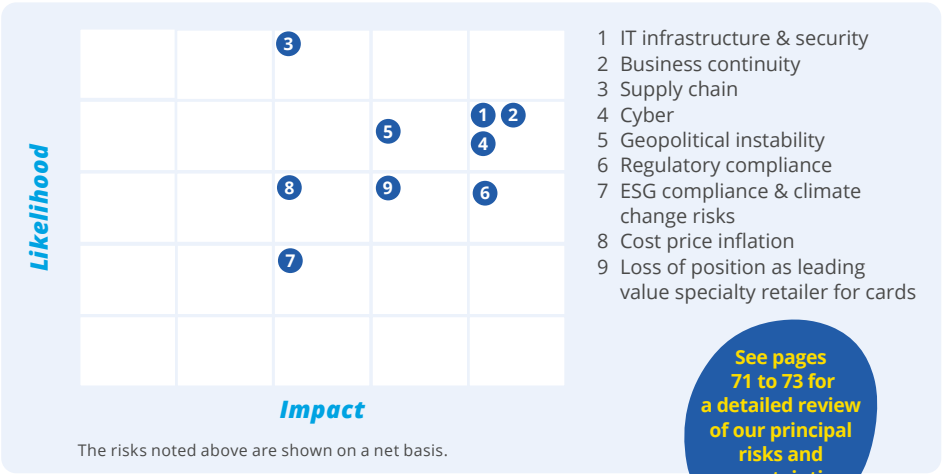 3
1 2
5
4
8 9 6
7
Likelihood
Impact
The risks noted above are shown on a net basis.
1 IT infrastructure & security
2 Business continuity
3 Supply chain
4 Cyber
5 Geopolitical instability
6 Regulatory compliance
7 ESG compliance & climate
change risks
8 Cost price inflation
9 Loss of position as leading
value specialty retailer for cards
See pages
71 to 73 for
a detailed review
of our principal
risks and